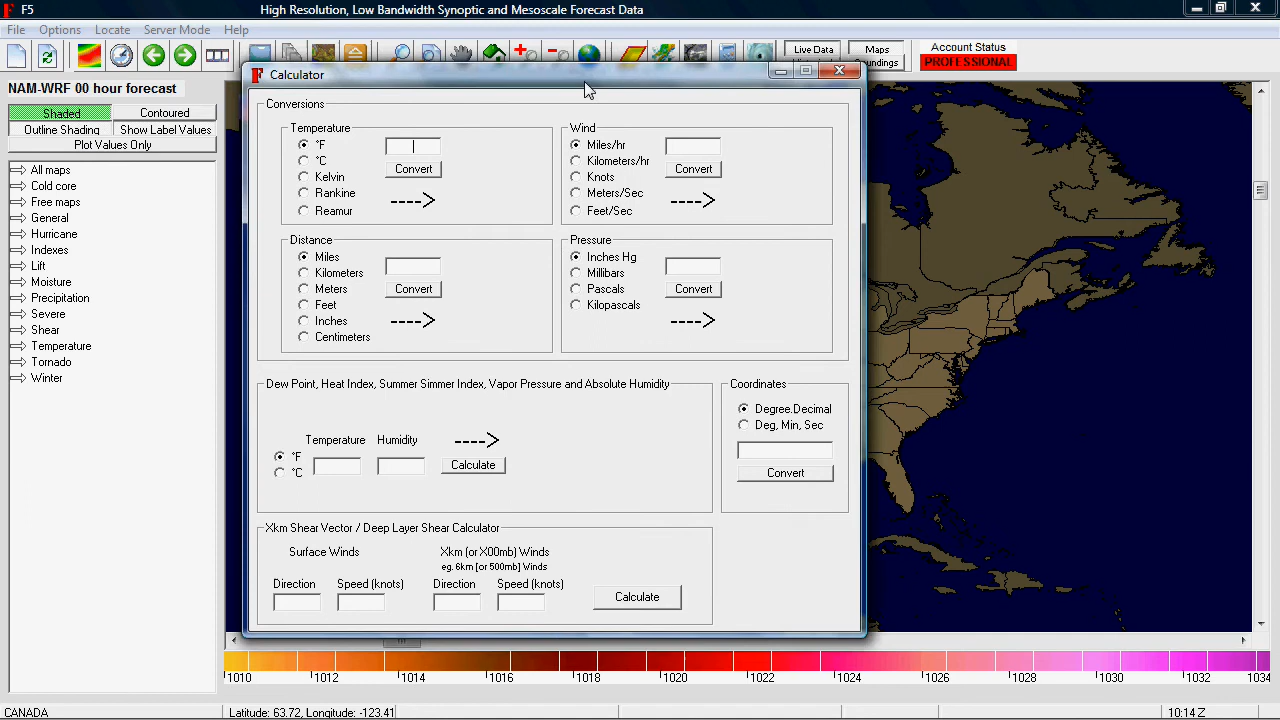 F5
High Resolution, Low Bandwidth Synoptic and Mesoscale Forecast Data
File Options Locate Server Mode Help
Live Data
Maps
Soundings
Account Status
PROFESSIONAL
NAM-WRF 00 hour forecast
Shaded Contoured
Outline Shading Show Label Values
Plot Values Only
All maps
Cold core
Free maps
General
Hurricane
Indexes
Lift
Moisture
Precipitation
Severe
Shear
Temperature
Tornado
Winter
Calculator
Conversions
Temperature
°F
°C
Kelvin
Rankine
Reamur
Convert
---->
Wind
Miles/hr
Kilometers/hr
Knots
Meters/Sec
Feet/Sec
Convert
---->
Distance
Miles
Kilometers
Meters
Feet
Inches
Centimeters
Convert
---->
Pressure
Inches Hg
Millibars
Pascals
Kilopascals
Convert
---->
Dew Point, Heat Index, Summer Simmer Index, Vapor Pressure and Absolute Humidity
Temperature Humidity ---->
°F
°C
Calculate
Coordinates
Degree.Decimal
Deg, Min, Sec
Convert
Xkm Shear Vector / Deep Layer Shear Calculator
Surface Winds Xkm (or X00mb) Winds
eg. 6km (or 500mb) Winds
Direction Speed (knots) Direction Speed (knots)
Calculate
1010 1012 1014 1016 1018 1020 1022 1024 1026 1028 1030 1032 1034
CANADA Latitude: 63.72, Longitude: -123.41 10:14 Z